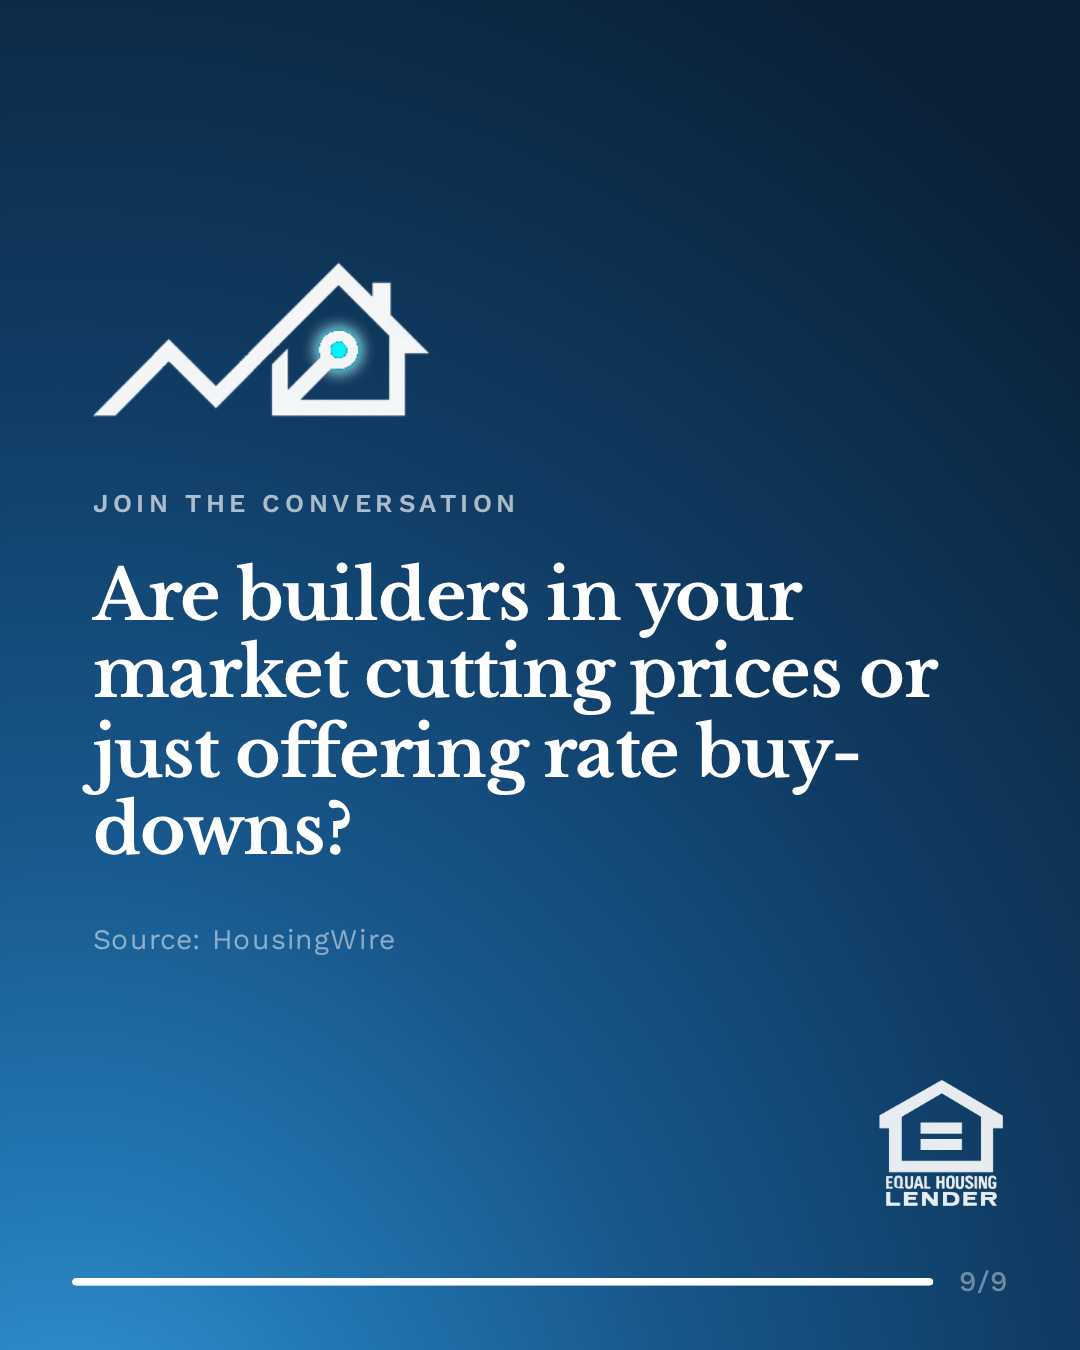 JOIN THE CONVERSATION
Are builders in your
market cutting prices or
just offering rate buy-
downs?
Source: HousingWire
EQUAL HOUSING
LENDER
9/9